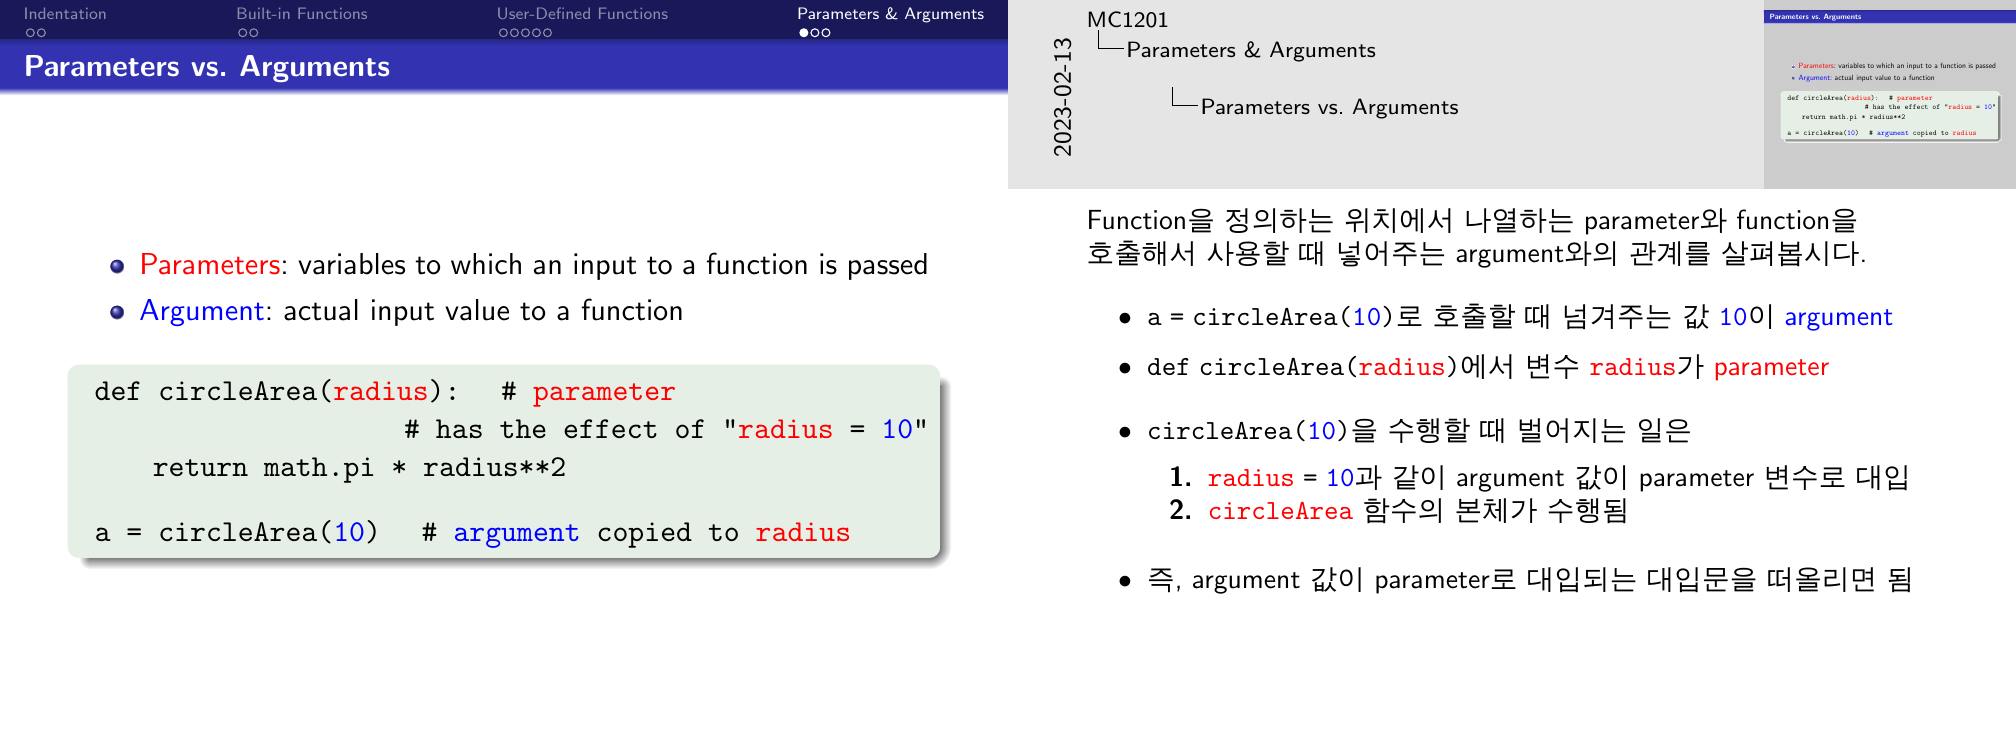 Indentation
Built-in Functions
User-Defined Functions
Parameters & Arguments
Parameters vs. Arguments
Parameters: variables to which an input to a function is passed
Argument: actual input value to a function
def circleArea(radius): # parameter
# has the effect of "radius = 10"
return math.pi * radius**2
a = circleArea(10) # argument copied to radius
2023-02-13
MC1201
Parameters & Arguments
Parameters vs. Arguments
Parameters vs. Arguments
Parameters: variables to which an input to a function is passed
Argument: actual input value to a function
def circleArea(radius): # parameter
# has the effect of "radius = 10"
return math.pi * radius**2
a = circleArea(10) # argument copied to radius
Function을 정의하는 위치에서 나열하는 parameter와 function을
호출해서 사용할 때 넣어주는 argument와의 관계를 살펴봅시다.
a = circleArea(10)로 호출할 때 넘겨주는 값 10이 argument
def circleArea(radius)에서 변수 radius가 parameter
circleArea(10)을 수행할 때 벌어지는 일은
1. radius = 10과 같이 argument 값이 parameter 변수로 대입
2. circleArea 함수의 본체가 수행됨
즉, argument 값이 parameter로 대입되는 대입문을 떠올리면 됨